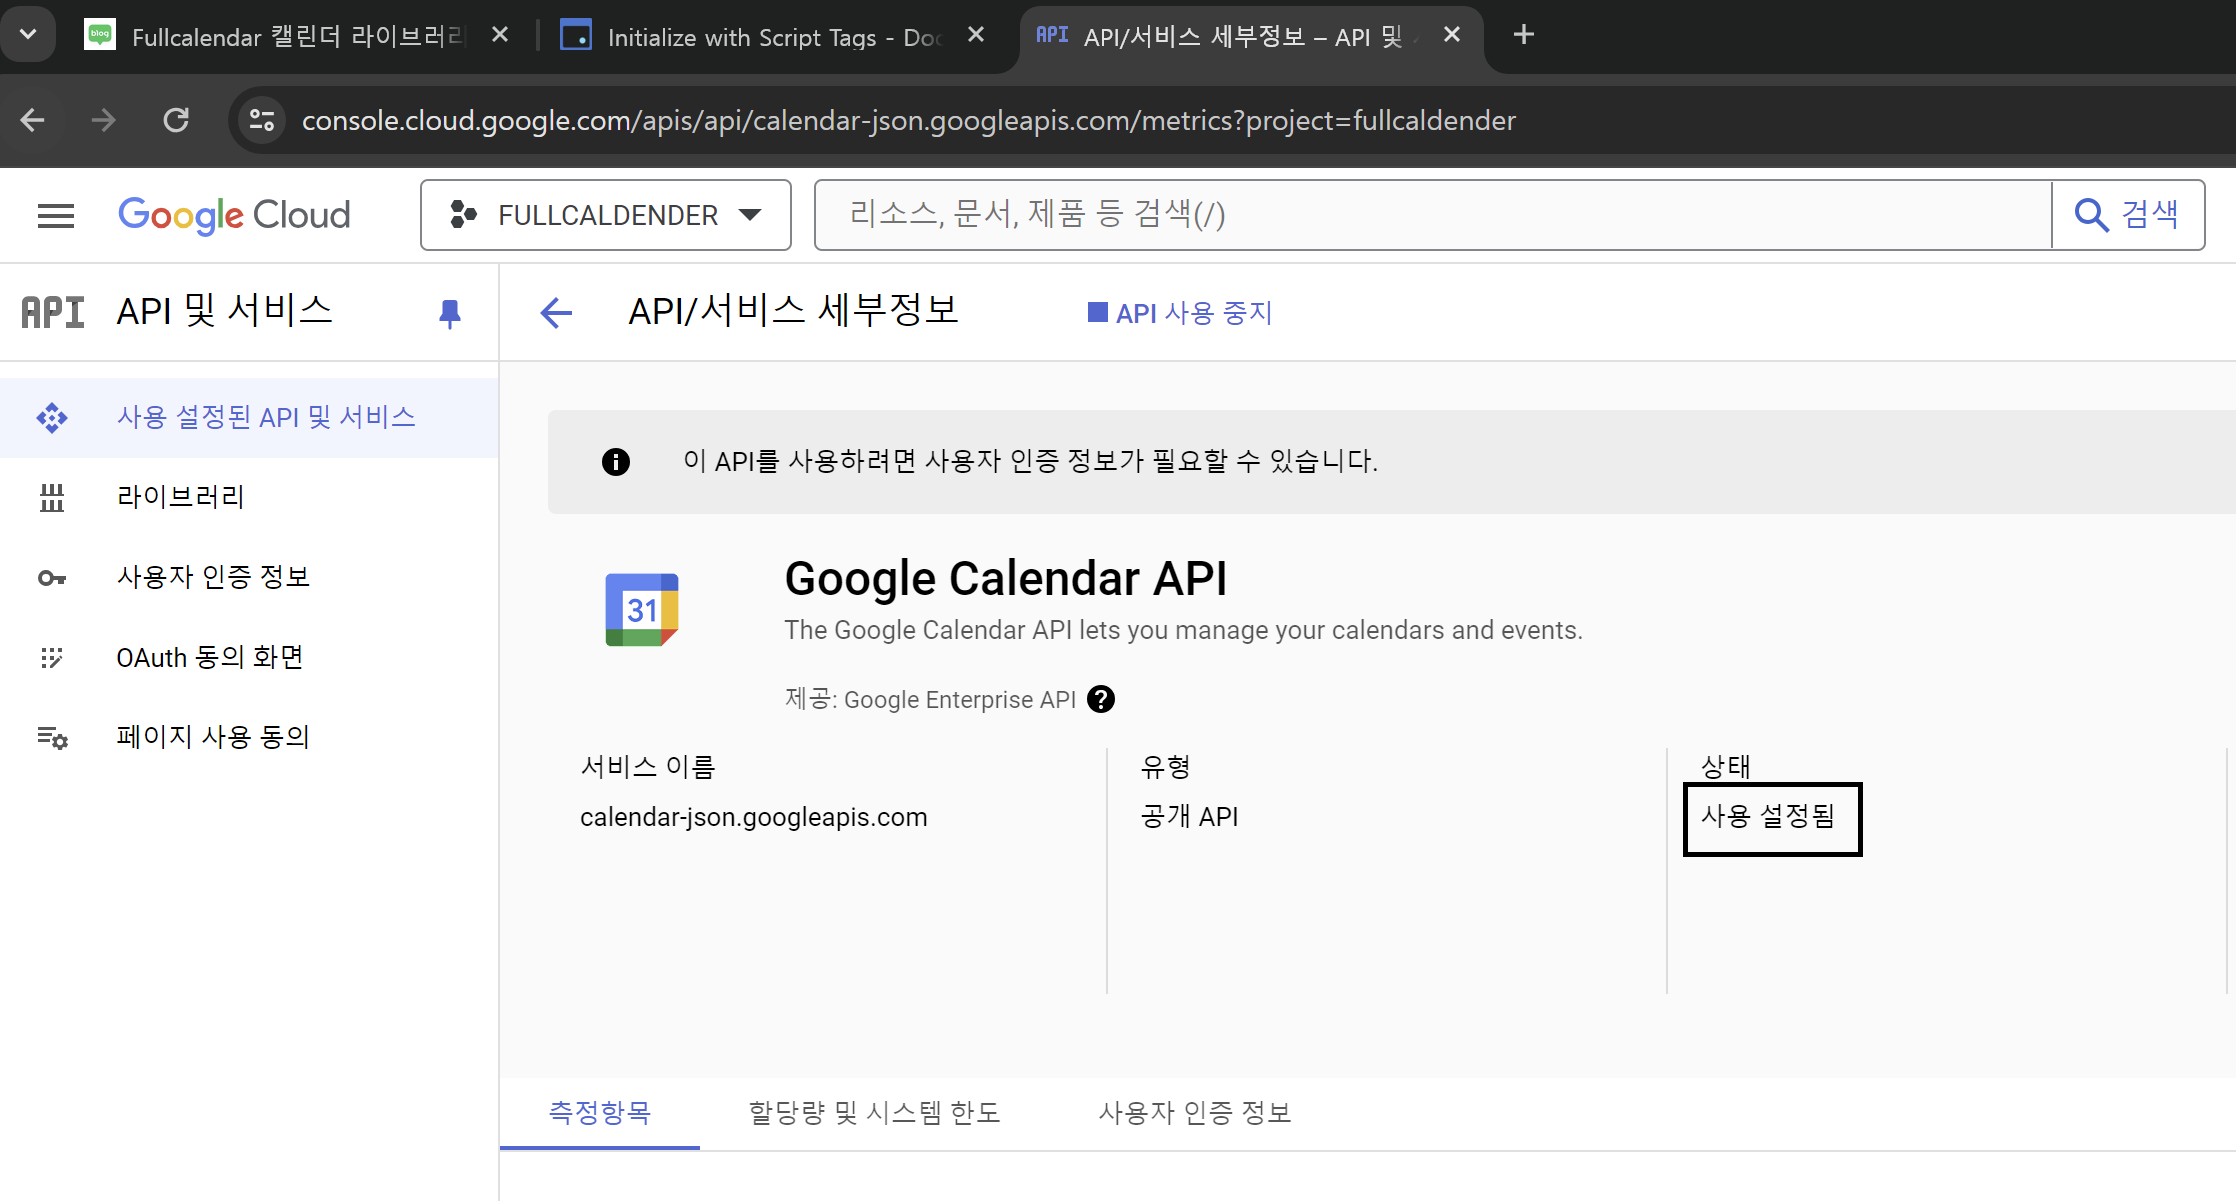 blog
Fullcalendar 캘린더 라이브러리
Initialize with Script Tags - Doc
API API/서비스 세부정보 – API 및
console.cloud.google.com/apis/api/calendar-json.googleapis.com/metrics?project=fullcaldender
Google Cloud
FULLCALDENDER
리소스, 문서, 제품 등 검색(/)
검색
API API 및 서비스
API/서비스 세부정보
API 사용 중지
사용 설정된 API 및 서비스
라이브러리
사용자 인증 정보
OAuth 동의 화면
페이지 사용 동의
이 API를 사용하려면 사용자 인증 정보가 필요할 수 있습니다.
31
Google Calendar API
The Google Calendar API lets you manage your calendars and events.
제공: Google Enterprise API
서비스 이름
calendar-json.googleapis.com
유형
공개 API
상태
사용 설정됨
측정항목
할당량 및 시스템 한도
사용자 인증 정보